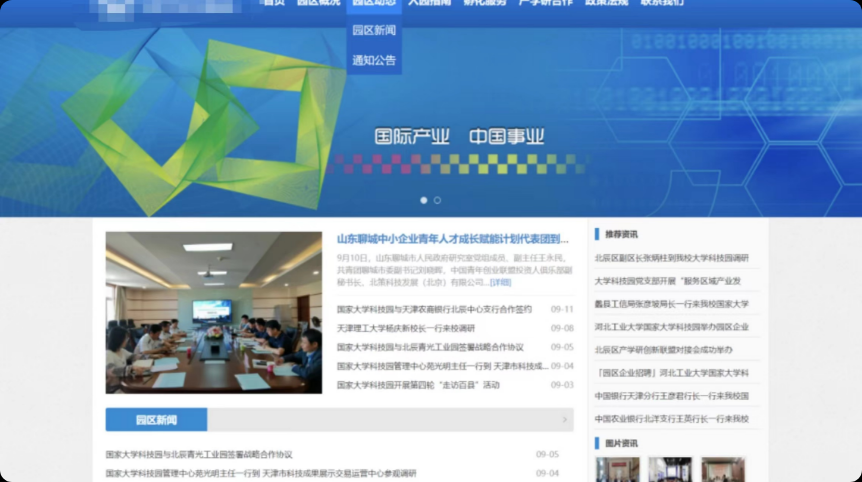 首页 园区概况 园区动态 入园指南 孵化服务 产学研合作 政策法规 联系我们
园区新闻
通知公告
国际产业 中国事业
山东聊城中小企业青年人才成长赋能计划代表团到...
9月10日，山东聊城市人民政府研究室党组成员、副主任王永民、
共青团聊城市委副书记刘晓辉、中国青年创业联盟投资人俱乐部副
秘书长、北策科技发展（北京）有限公司...[详细]
国家大学科技园与天津农商银行北辰中心支行合作签约 09-11
天津理工大学杨庆新校长一行来校调研 09-08
国家大学科技园与北辰青光工业园签署战略合作协议 09-05
国家大学科技园管理中心苑光明主任一行到 天津市科技成... 09-04
国家大学科技园开展第四轮“走访百县”活动 09-03
园区新闻
国家大学科技园与北辰青光工业园签署战略合作协议 09-05
国家大学科技园管理中心苑光明主任一行到 天津市科技成果展示交易运营中心参观调研 09-04
推荐资讯
北辰区副区长张炳柱到我校大学科技园调研
大学科技园党支部开展“服务区域产业发
蠡县工信局张彦坡局长一行来我校国家大学
河北工业大学国家大学科技园举办园区企业
北辰区产学研创新联盟对接会成功举办
「园区企业招聘」河北工业大学国家大学科
中国银行天津分行王彦君行长一行来我校国
中国农业银行北洋支行王英行长一行来我校
图片资讯